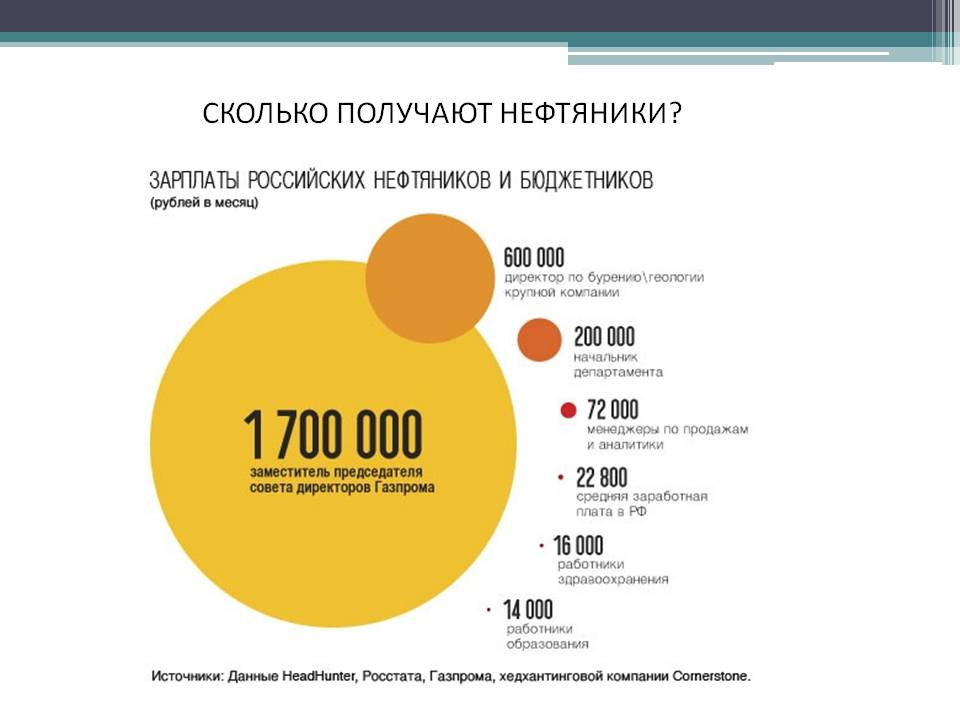 СКОЛЬКО ПОЛУЧАЮТ НЕФТЯНИКИ?
ЗАРПЛАТЫ РОССИЙСКИХ НЕФТЯНИКОВ И БЮДЖЕТНИКОВ
(рублей в месяц)
1 700 000
заместитель председателя
совета директоров Газпрома
600 000
директор по бурению\геологии
крупной компании
200 000
начальник
департамента
72 000
менеджеры по продажам
и аналитики
22 800
средняя заработная
плата в РФ
16 000
работники
здравоохранения
14 000
работники
образования
Источники: Данные HeadHunter, Росстата, Газпрома, хедхантинговой компании Cornerstone.